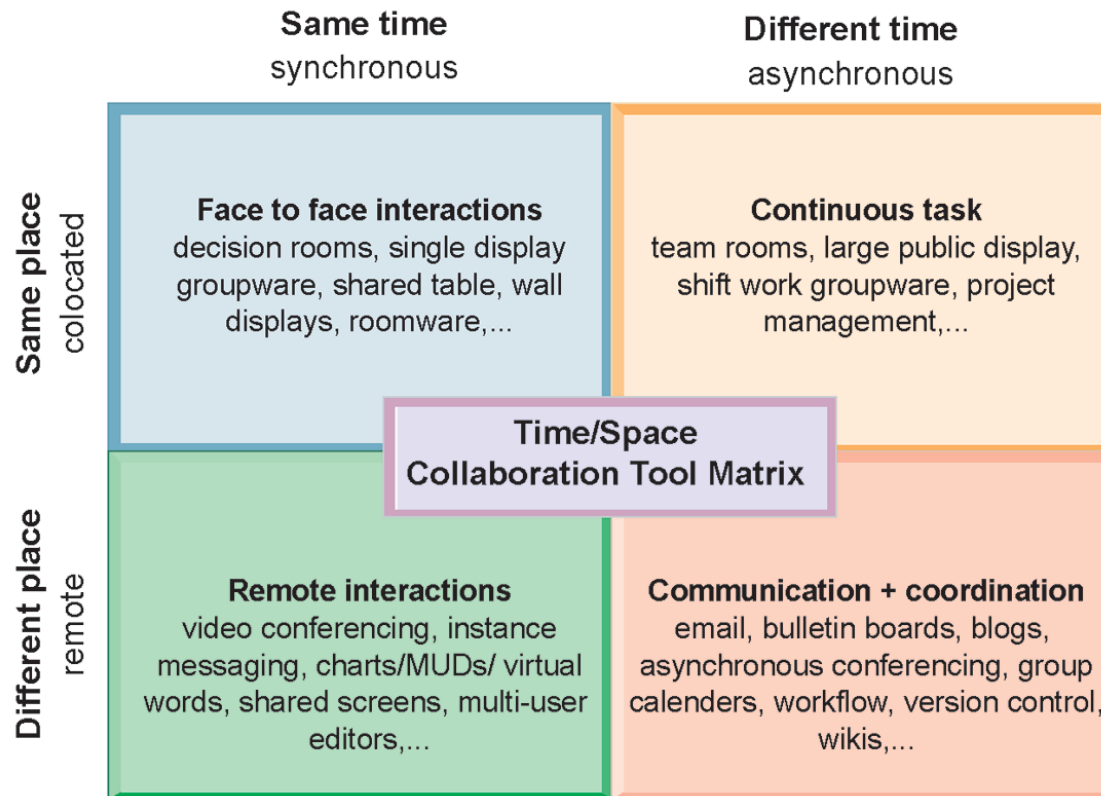 Same time
synchronous
Different time
asynchronous
Same place
colocated
Face to face interactions
decision rooms, single display
groupware, shared table, wall
displays, roomware,...
Continuous task
team rooms, large public display,
shift work groupware, project
management,...
Time/Space
Collaboration Tool Matrix
Different place
remote
Remote interactions
video conferencing, instance
messaging, charts/MUDs/ virtual
words, shared screens, multi-user
editors,...
Communication + coordination
email, bulletin boards, blogs,
asynchronous conferencing, group
calenders, workflow, version control,
wikis,...